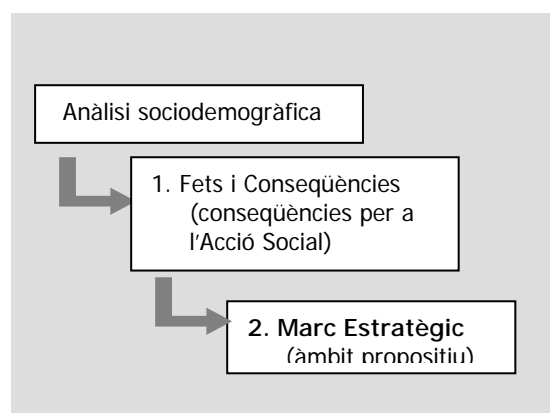 Anàlisi sociodemogràfica
1. Fets i Conseqüències
(conseqüències per a
l'Acció Social)
2. Marc Estratègic
(àmbit propositiu)